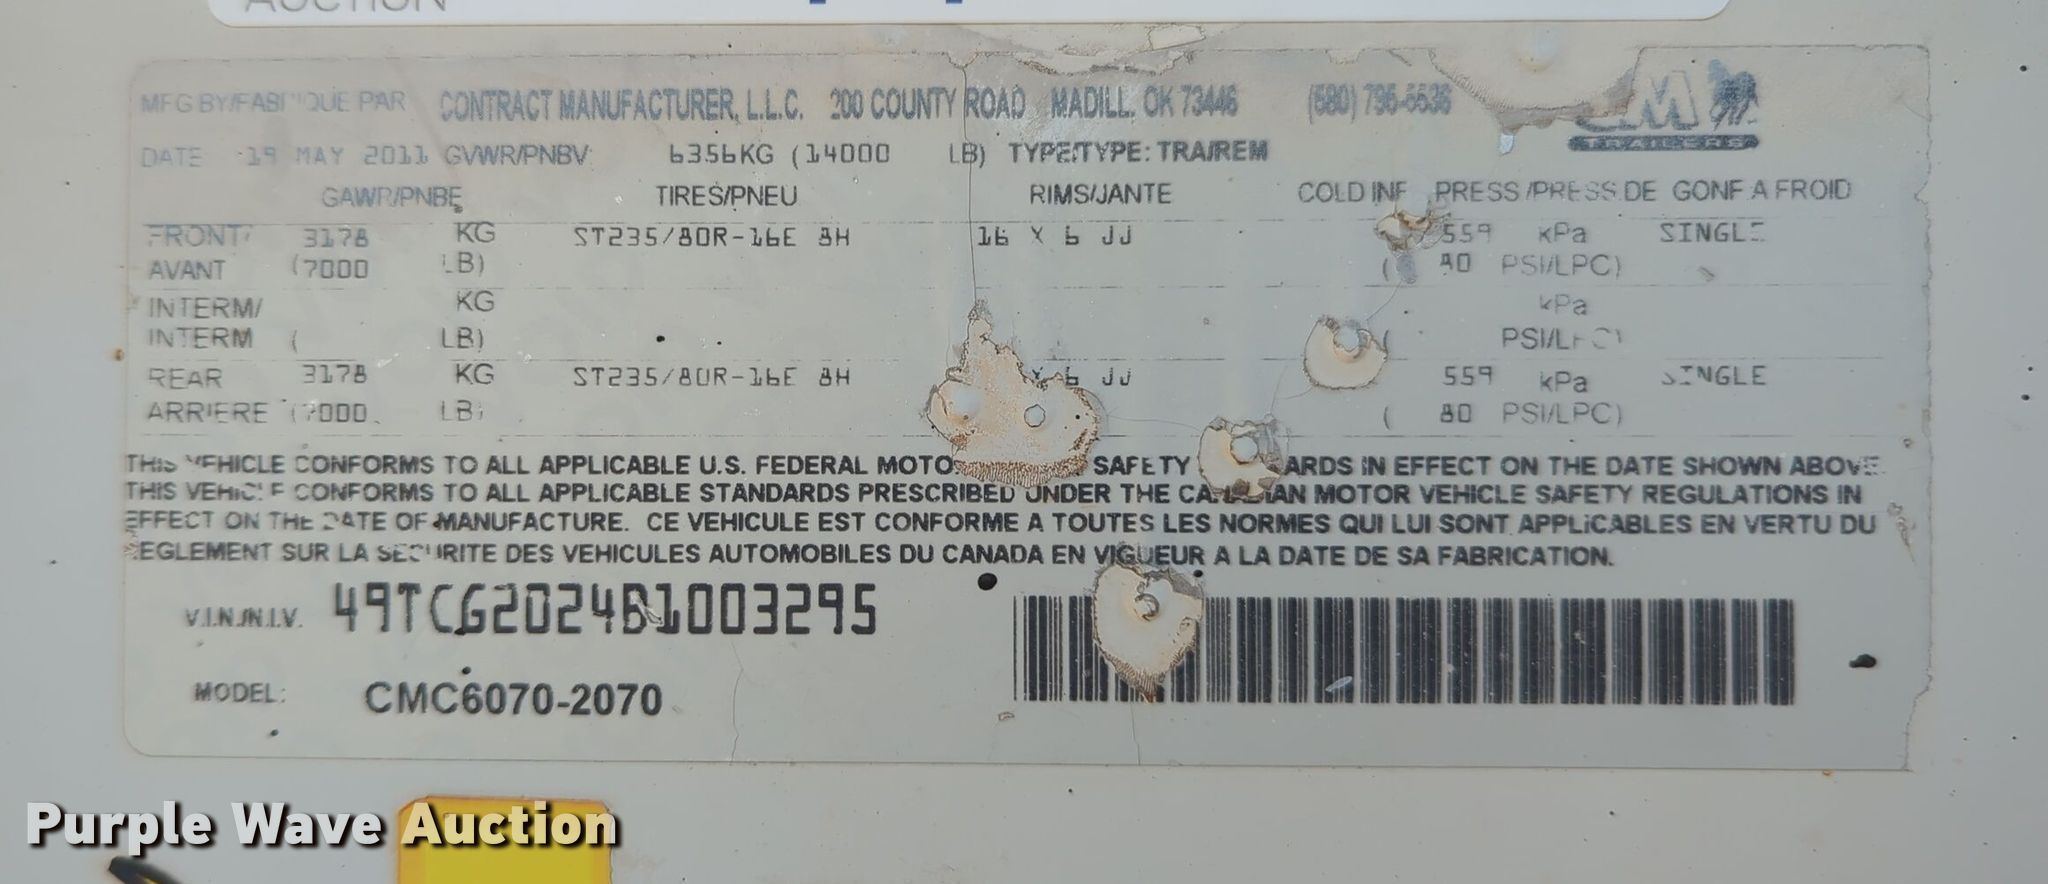 AUCTION
MFG BY/FABRIQUE PAR CONTRACT MANUFACTURER, L.L.C. 200 COUNTY ROAD MADILL, OK 73446 (580) 795-5536 CM
TRAILERS
DATE 19 MAY 2011 GVWR/PNBV: 6356KG (14000 LB) TYPE/TYPE: TRA/REM
GAWR/PNBE TIRES/PNEU RIMS/JANTE COLD INF PRESS/PRESS.DE GONF A FROID
FRONT/ 3178 KG ST235/80R-16E 8H 16 X 6 JJ 559 kPa SINGLE
AVANT (7000 LB) ( 80 PSI/LPC)
INTERM/ KG kPa
INTERM ( LB) ( PSI/LPC)
REAR 3178 KG ST235/80R-16E 8H X 6 JJ 559 kPa SINGLE
ARRIERE (7000 LB) ( 80 PSI/LPC)
THIS VEHICLE CONFORMS TO ALL APPLICABLE U.S. FEDERAL MOTO SAFETY ARDS IN EFFECT ON THE DATE SHOWN ABOVE.
THIS VEHICLE CONFORMS TO ALL APPLICABLE STANDARDS PRESCRIBED UNDER THE CANADIAN MOTOR VEHICLE SAFETY REGULATIONS IN
EFFECT ON THE DATE OF MANUFACTURE. CE VEHICULE EST CONFORME A TOUTES LES NORMES QUI LUI SONT APPLICABLES EN VERTU DU
REGLEMENT SUR LA SECURITE DES VEHICULES AUTOMOBILES DU CANADA EN VIGUEUR A LA DATE DE SA FABRICATION.
V.I.N./N.I.V. 49TCG2024B1003295
MODEL: CMC6070-2070
Purple Wave Auction